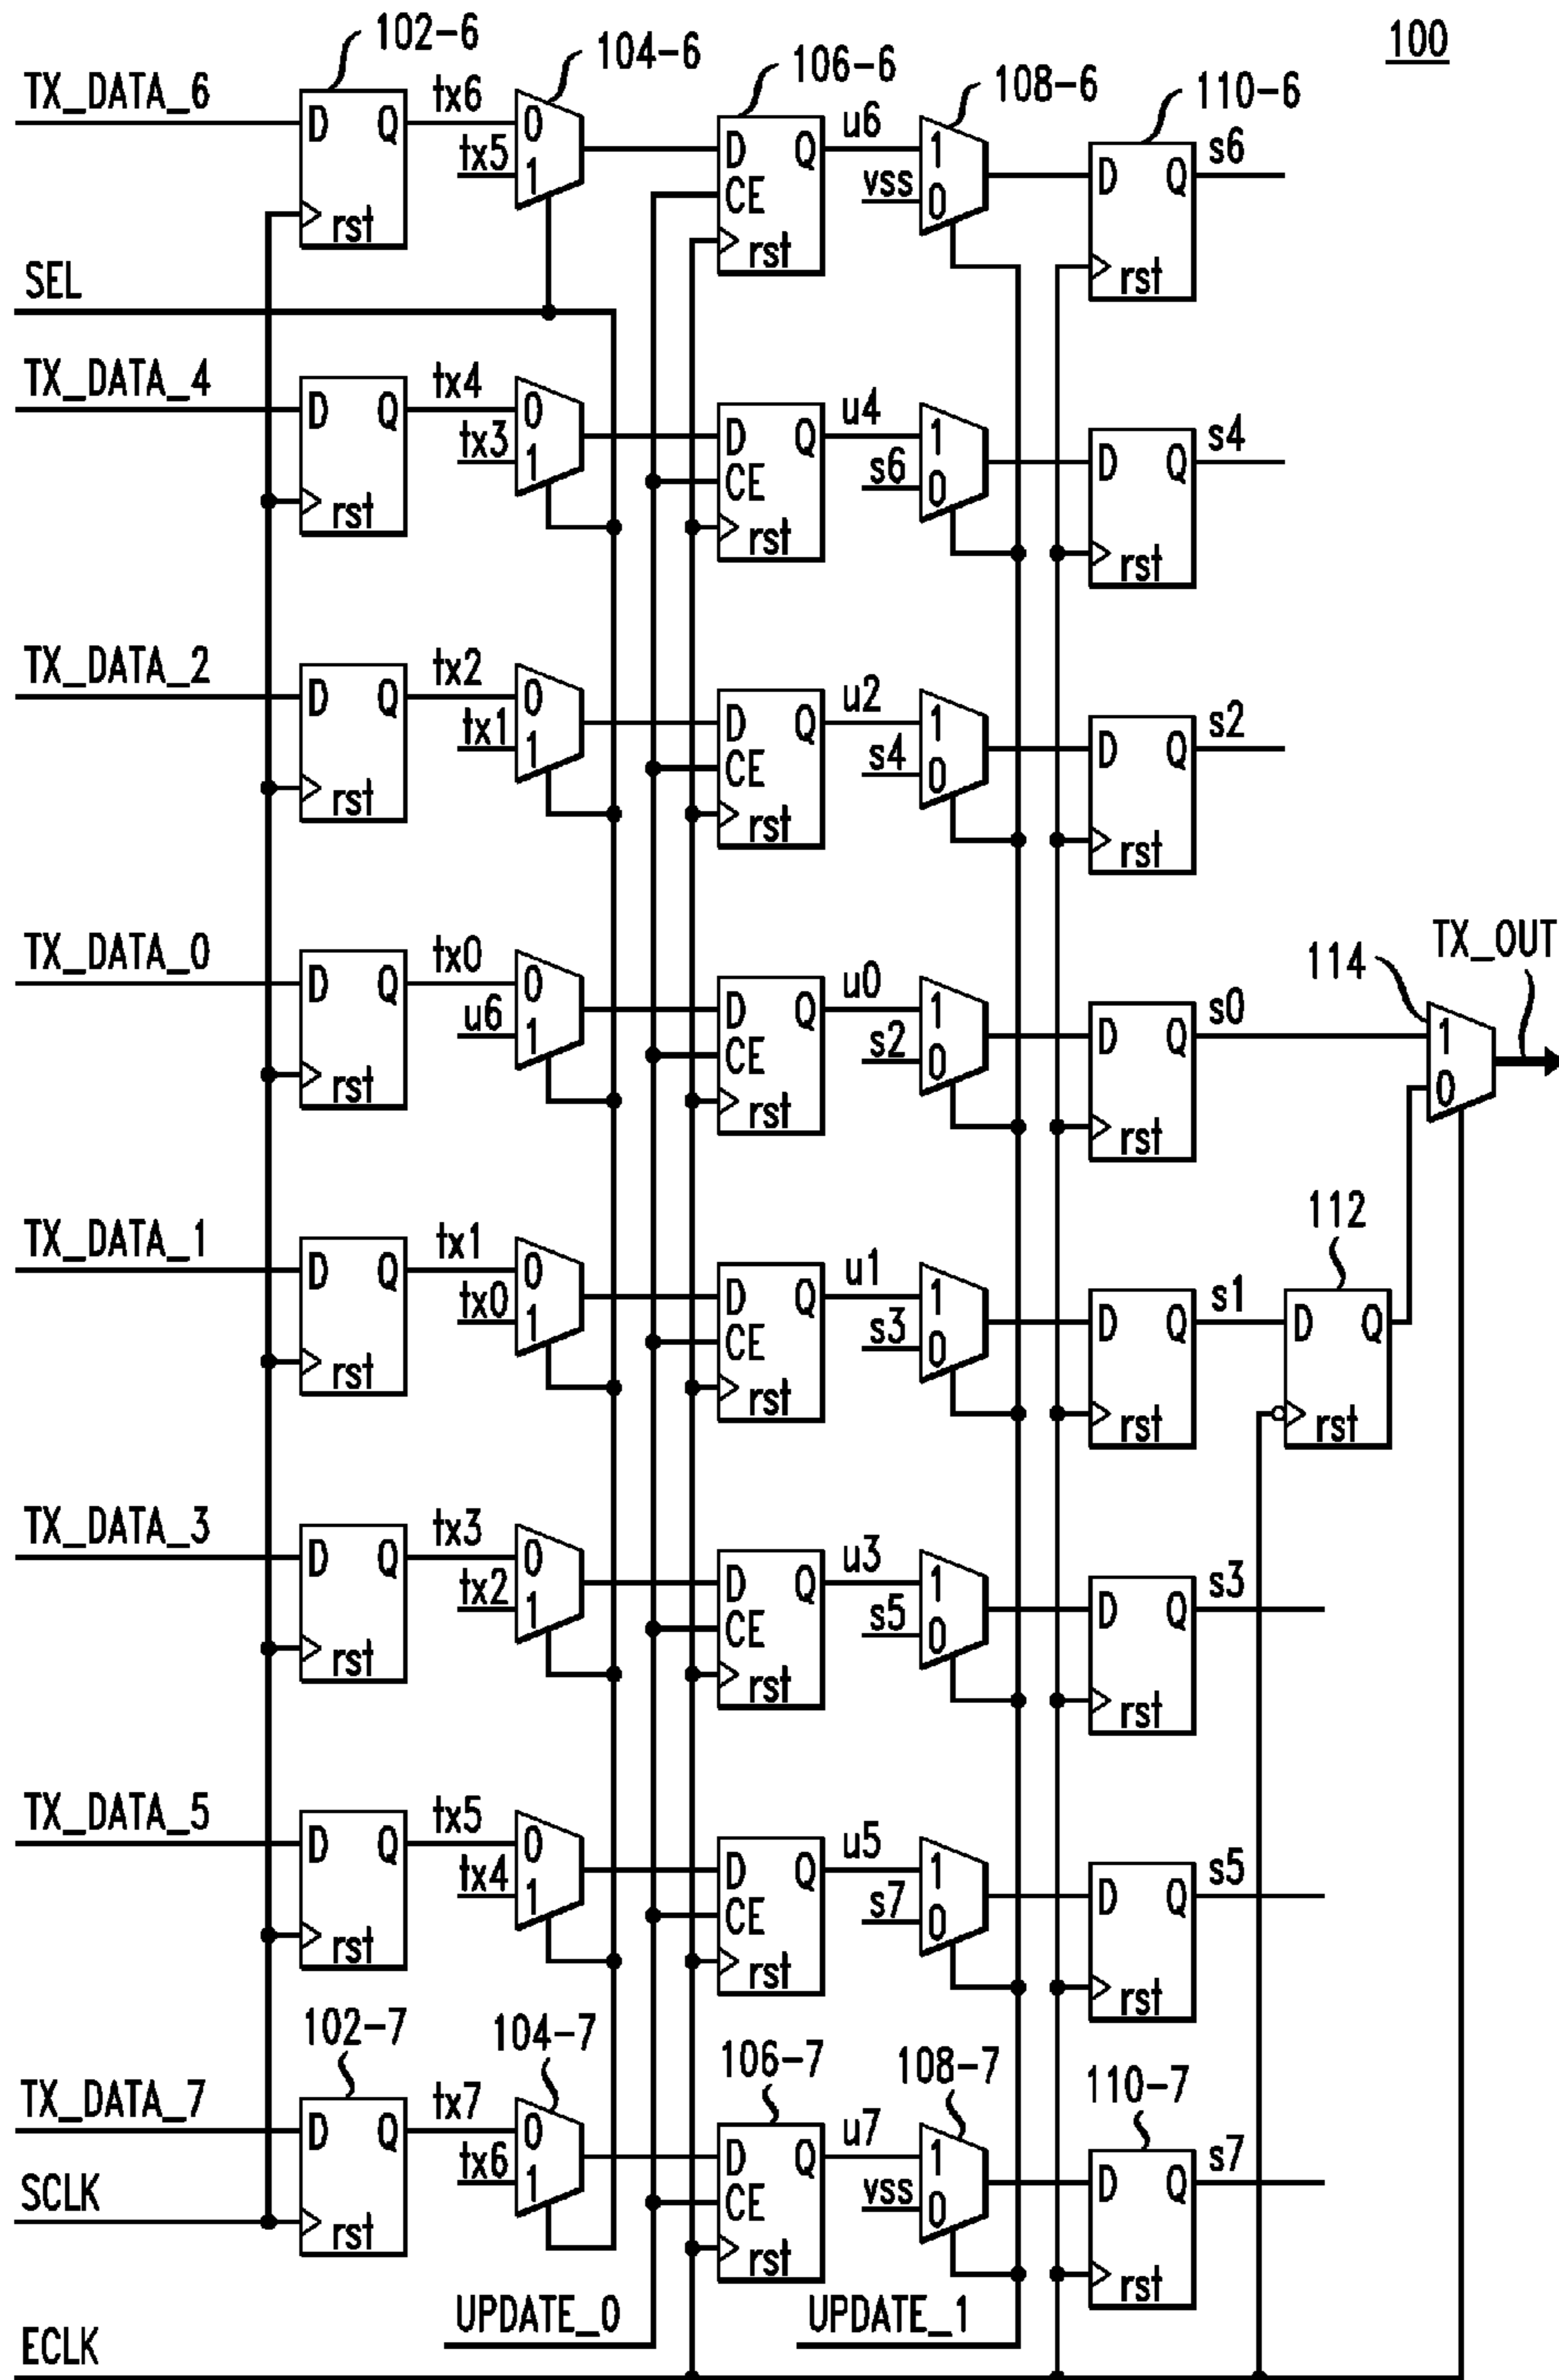 100
102-6
104-6
106-6
108-6
110-6
TX_DATA_6
D Q
rst
tx6
tx5
0
1
D Q
CE
rst
u6
vss
1
0
D Q
rst
s6
SEL
TX_DATA_4
D Q
rst
tx4
tx3
0
1
D Q
CE
rst
u4
s6
1
0
D Q
rst
s4
TX_DATA_2
D Q
rst
tx2
tx1
0
1
D Q
CE
rst
u2
s4
1
0
D Q
rst
s2
TX_DATA_0
D Q
rst
tx0
u6
0
1
D Q
CE
rst
u0
s2
1
0
D Q
rst
s0
114
1
0
TX_OUT
TX_DATA_1
D Q
rst
tx1
tx0
0
1
D Q
CE
rst
u1
s3
1
0
D Q
rst
s1
112
D Q
rst
TX_DATA_3
D Q
rst
tx3
tx2
0
1
D Q
CE
rst
u3
s5
1
0
D Q
rst
s3
TX_DATA_5
D Q
rst
tx5
tx4
0
1
D Q
CE
rst
u5
s7
1
0
D Q
rst
s5
102-7
104-7
106-7
108-7
110-7
TX_DATA_7
D Q
rst
tx7
tx6
0
1
D Q
CE
rst
u7
vss
1
0
D Q
rst
s7
SCLK
UPDATE_0
UPDATE_1
ECLK